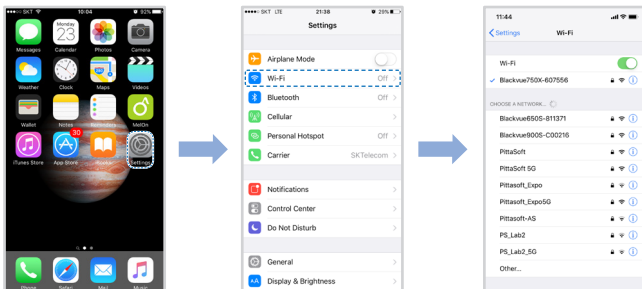 SKT 10:04 92%
Monday
23
Messages Calendar Photos Camera
Weather Clock Maps Videos
Wallet Notes Reminders MelOn
30
iTunes Store App Store iBooks Settings
Phone Safari Mail Music
SKT LTE 21:38 29%
Settings
Airplane Mode
Wi-Fi Off
Bluetooth Off
Cellular
Personal Hotspot Off
Carrier SKTelecom
Notifications
Control Center
Do Not Disturb
General
AA Display & Brightness
11:44
Settings Wi-Fi
Wi-Fi
Blackvue750X-607556
CHOOSE A NETWORK...
Blackvue650S-811371
Blackvue900S-C00216
PittaSoft
PittaSoft 5G
Pittasoft_Expo
Pittasoft_Expo5G
Pittasoft-AS
PS_Lab2
PS_Lab2_5G
Other...